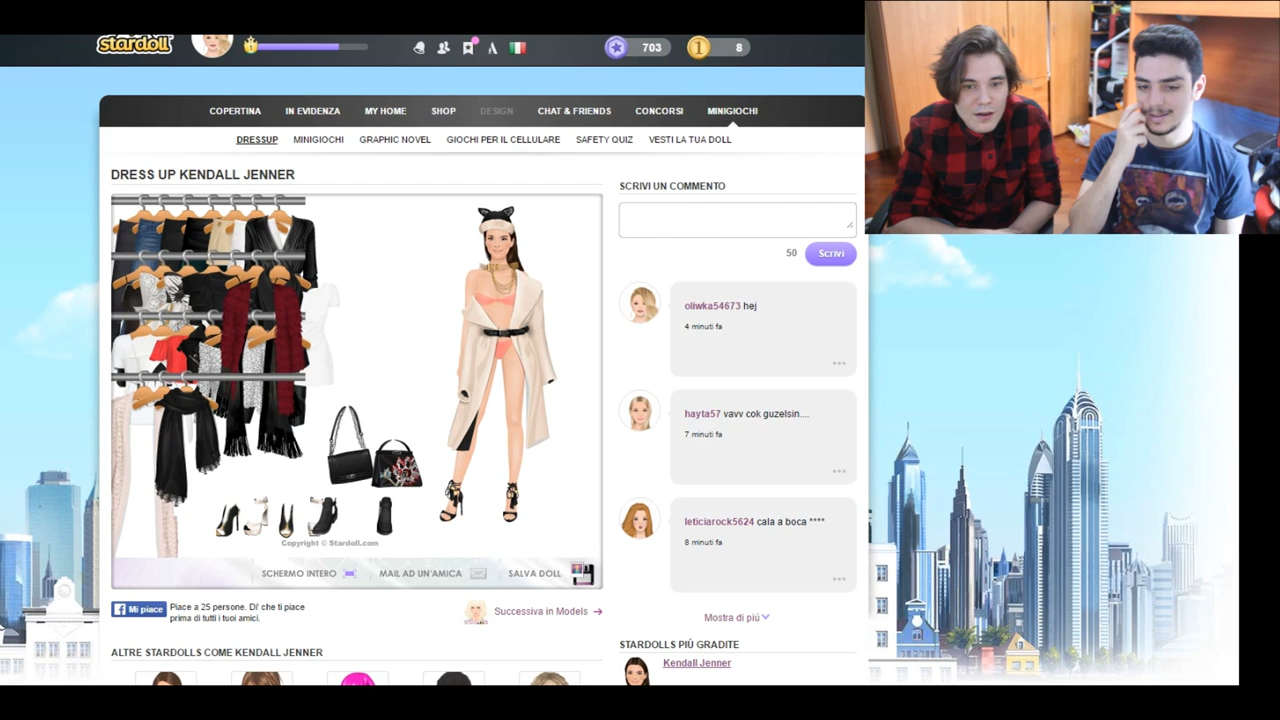 stardoll
703
1
8
COPERTINA
IN EVIDENZA
MY HOME
SHOP
DESIGN
CHAT & FRIENDS
CONCORSI
MINIGIOCHI
DRESSUP
MINIGIOCHI
GRAPHIC NOVEL
GIOCHI PER IL CELLULARE
SAFETY QUIZ
VESTI LA TUA DOLL
DRESS UP KENDALL JENNER
Copyright © Stardoll.com
SCHERMO INTERO
MAIL AD UN'AMICA
SALVA DOLL
Mi piace
Piace a 25 persone. Di' che ti piace
prima di tutti i tuoi amici.
Successiva in Models
ALTRE STARDOLLS COME KENDALL JENNER
SCRIVI UN COMMENTO
50
Scrivi
oliwka54673 hej
4 minuti fa
hayta57 vavv cok guzelsin....
7 minuti fa
leticiarock5624 cala a boca ****
8 minuti fa
Mostra di piú
STARDOLLS PIÙ GRADITE
Kendall Jenner